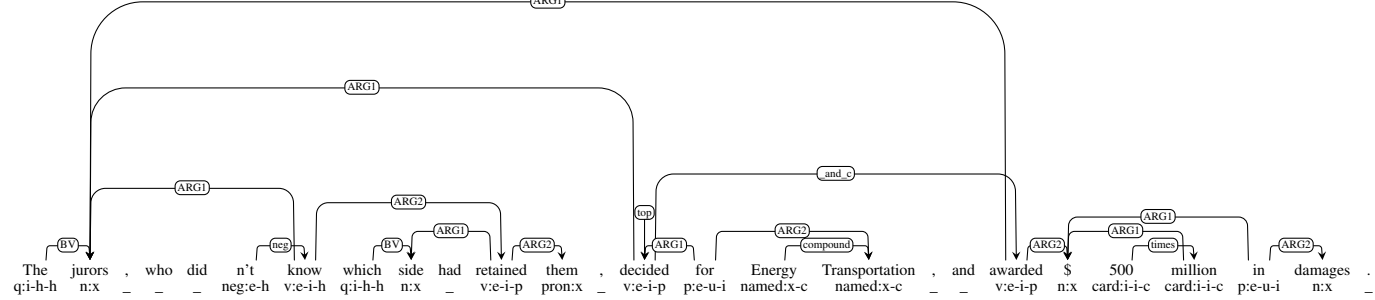 ARG1
ARG1
_and_c
ARG1
ARG2
top
ARG1
ARG1 ARG2 ARG1
BV neg BV ARG2 ARG1 compound ARG2 times ARG2
The jurors , who did n't know which side had retained them , decided for Energy Transportation , and awarded $ 500 million in damages .
q:i-h-h n:x _ _ _ neg:e-h v:e-i-h q:i-h-h n:x _ v:e-i-p pron:x _ v:e-i-p p:e-u-i named:x-c named:x-c _ _ v:e-i-p n:x card:i-i-c card:i-i-c p:e-u-i n:x _